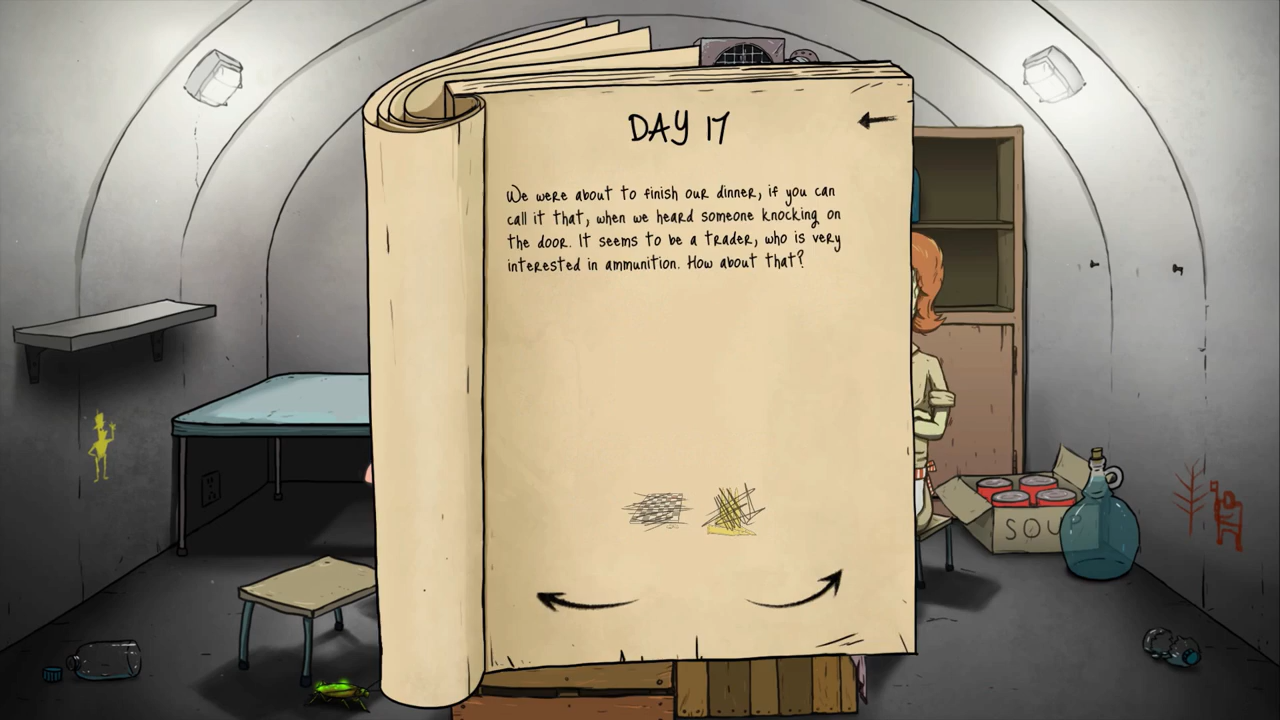 DAY 17
We were about to finish our dinner, if you can
call it that, when we heard someone knocking on
the door. It seems to be a trader, who is very
interested in ammunition. How about that?
SOU